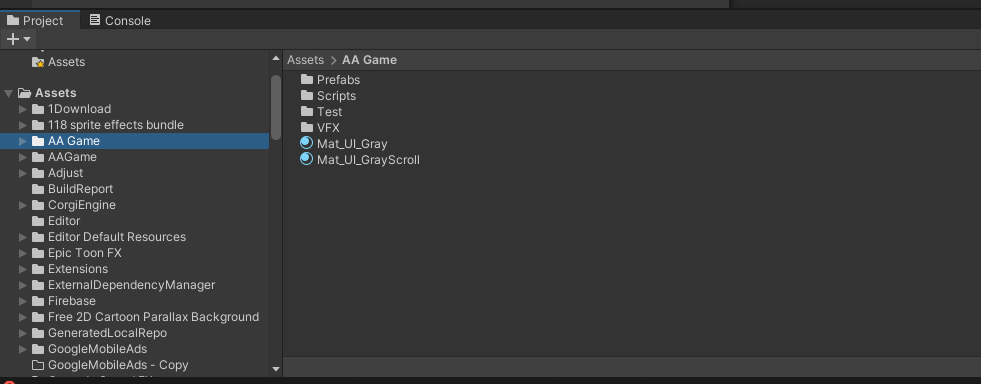 Project
Console
Assets
Assets
1Download
118 sprite effects bundle
AA Game
AAGame
Adjust
BuildReport
CorgiEngine
Editor
Editor Default Resources
Epic Toon FX
Extensions
ExternalDependencyManager
Firebase
Free 2D Cartoon Parallax Background
GeneratedLocalRepo
GoogleMobileAds
GoogleMobileAds - Copy
Assets > AA Game
Prefabs
Scripts
Test
VFX
Mat_UI_Gray
Mat_UI_GrayScroll